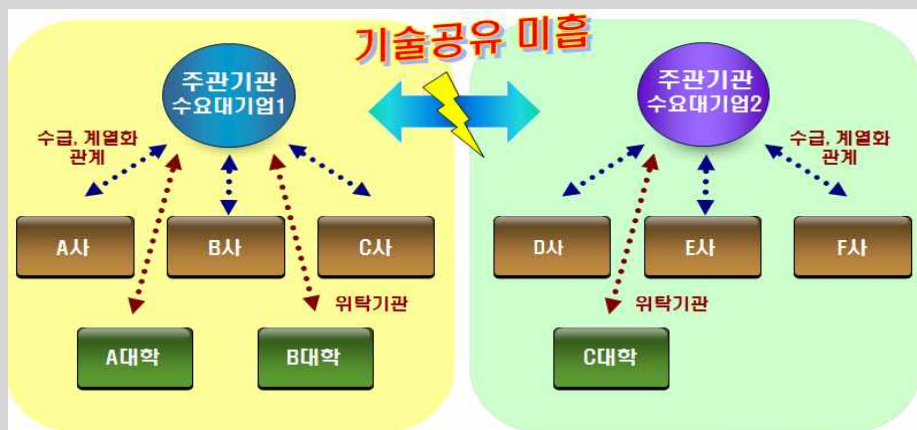 기술공유 미흡
주관기관
수요대기업1
수급, 계열화
관계
A사
B사
C사
위탁기관
A대학
B대학
주관기관
수요대기업2
수급, 계열화
관계
D사
E사
F사
위탁기관
C대학